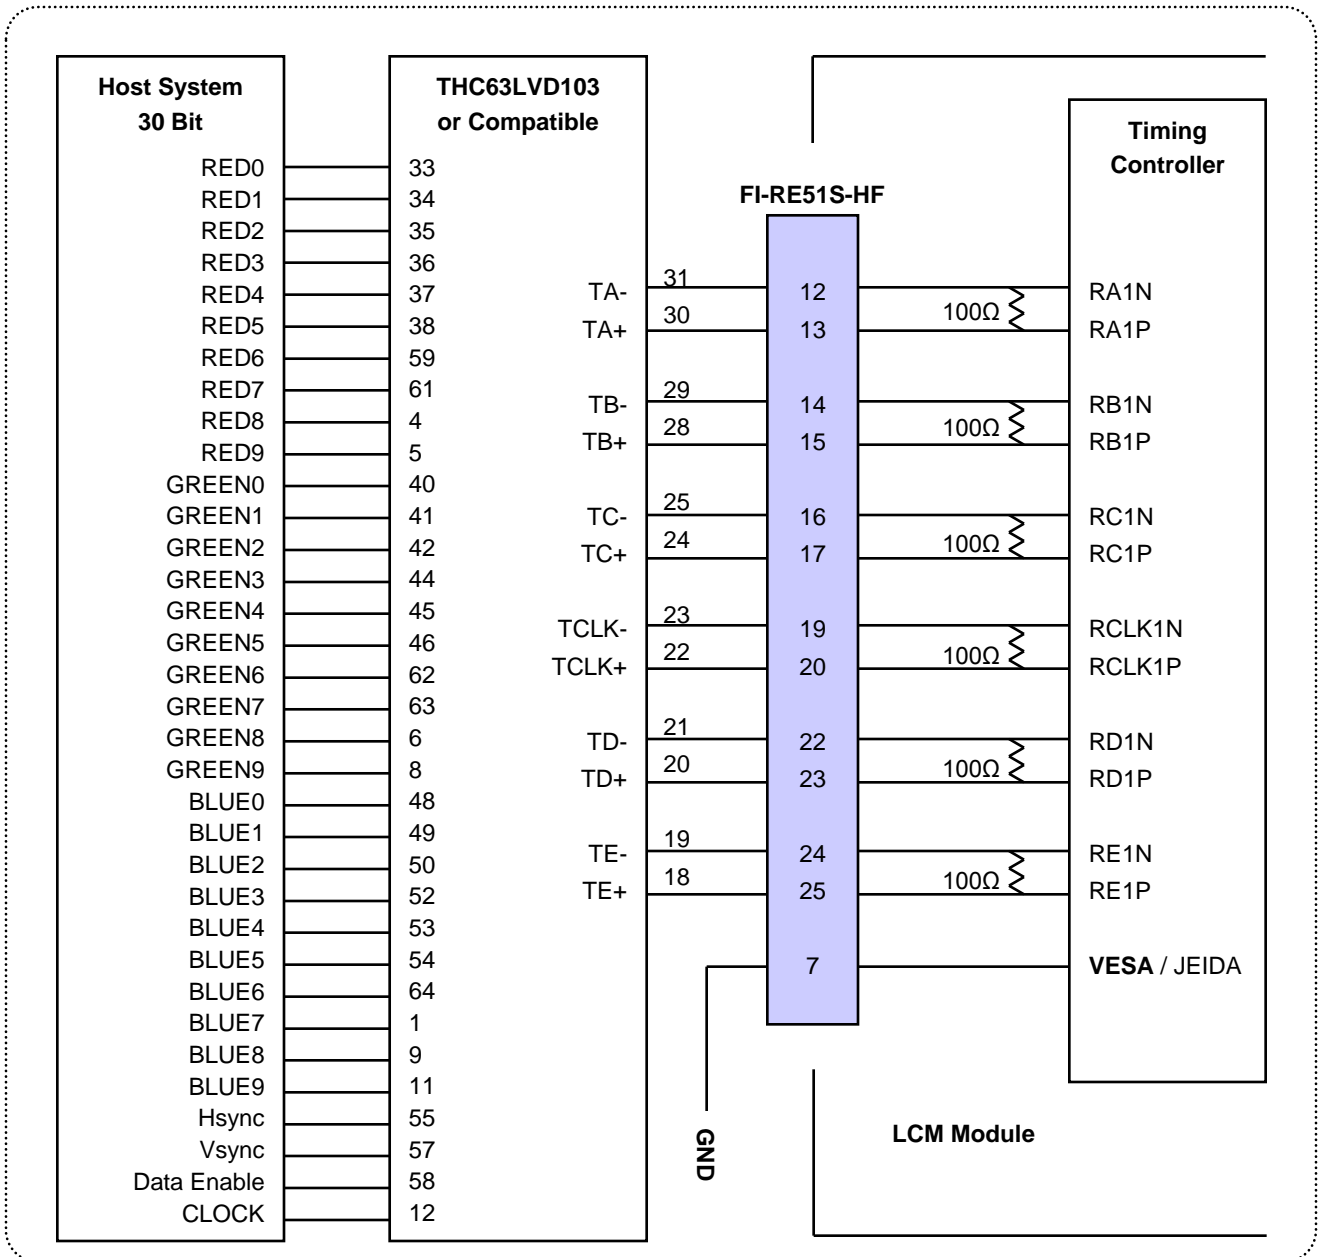 Host System
30 Bit
THC63LVD103
or Compatible
Timing
Controller
FI-RE51S-HF
RED0 33
RED1 34
RED2 35
RED3 36
RED4 37
RED5 38
RED6 59
RED7 61
RED8 4
RED9 5
GREEN0 40
GREEN1 41
GREEN2 42
GREEN3 44
GREEN4 45
GREEN5 46
GREEN6 62
GREEN7 63
GREEN8 6
GREEN9 8
BLUE0 48
BLUE1 49
BLUE2 50
BLUE3 52
BLUE4 53
BLUE5 54
BLUE6 64
BLUE7 1
BLUE8 9
BLUE9 11
Hsync 55
Vsync 57
Data Enable 58
CLOCK 12
TA- 31 12 RA1N
100Ω
TA+ 30 13 RA1P
TB- 29 14 RB1N
100Ω
TB+ 28 15 RB1P
TC- 25 16 RC1N
100Ω
TC+ 24 17 RC1P
TCLK- 23 19 RCLK1N
100Ω
TCLK+ 22 20 RCLK1P
TD- 21 22 RD1N
100Ω
TD+ 20 23 RD1P
TE- 19 24 RE1N
100Ω
TE+ 18 25 RE1P
7 VESA / JEIDA
GND
LCM Module